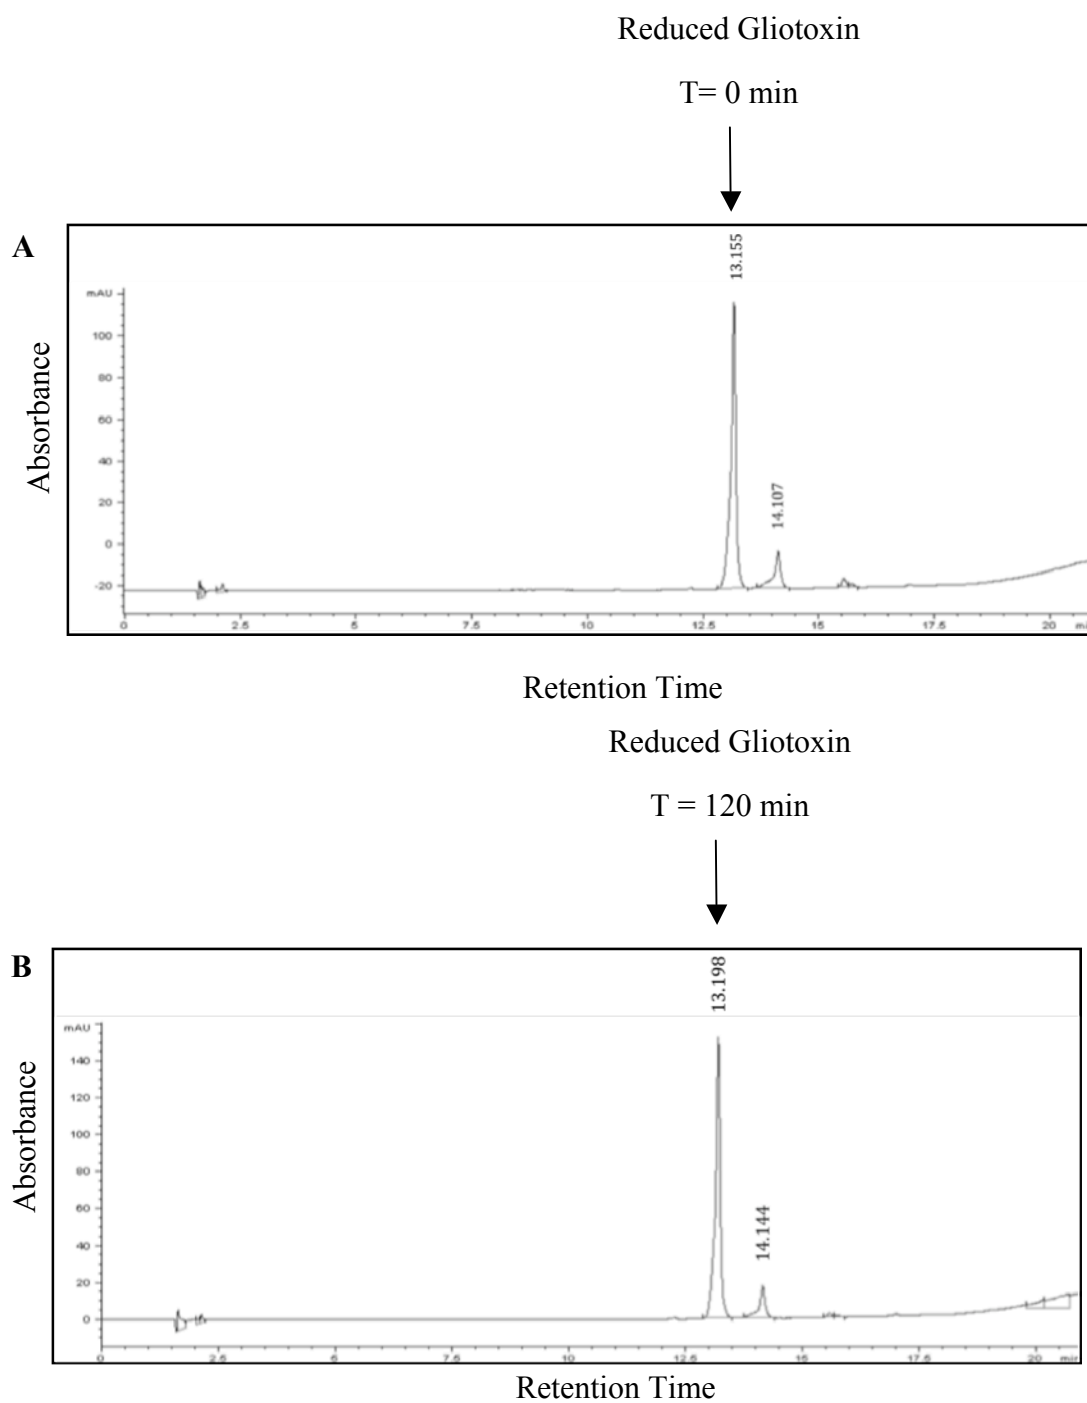 Reduced Gliotoxin
T= 0 min
A
13.155
mAU
14.107
Absorbance
100
80
60
40
20
0
-20
0 2.5 5 7.5 10 12.5 15 17.5 20
Retention Time
Reduced Gliotoxin
T = 120 min
B
13.198
mAU
14.144
Absorbance
140
120
100
80
60
40
20
0
0 2.5 5 7.5 10 12.5 15 17.5 20 min
Retention Time